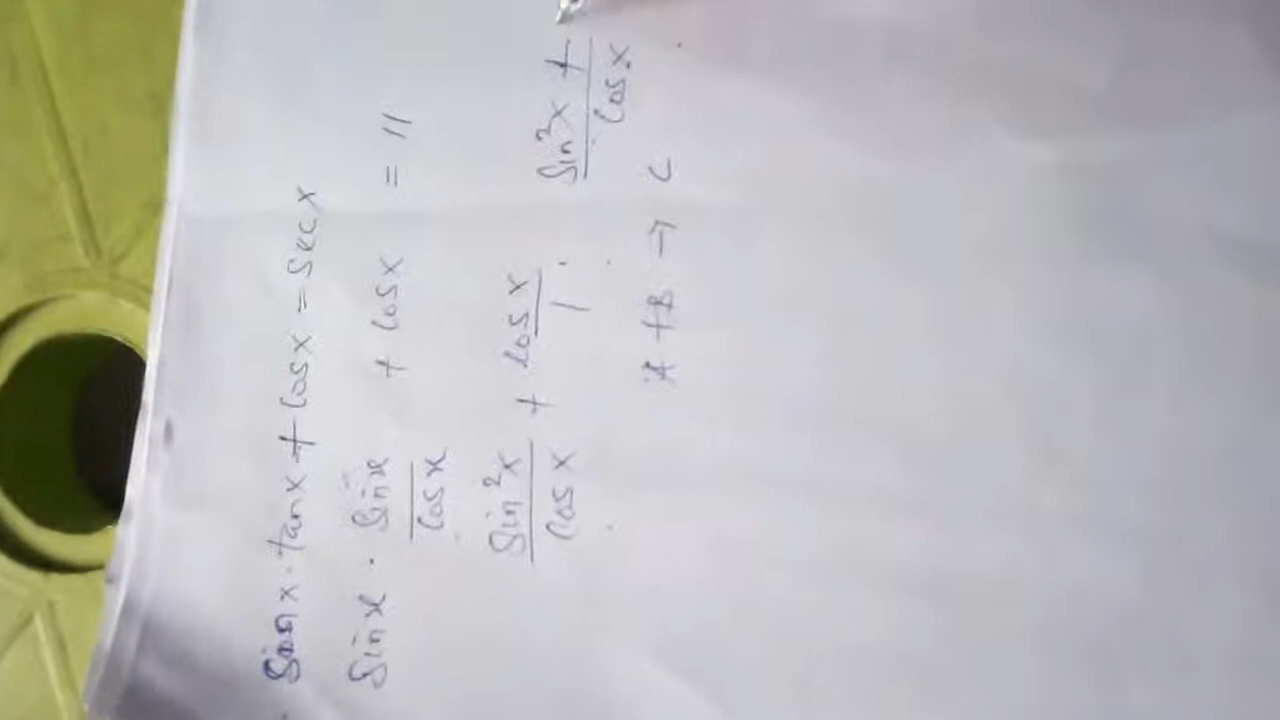 sin x · tan x + cos x = sec x
sin x · sin x / cos x + cos x = 11
sin²x / cos x + cos x / 1
sin²x + / cos x
A + B → C